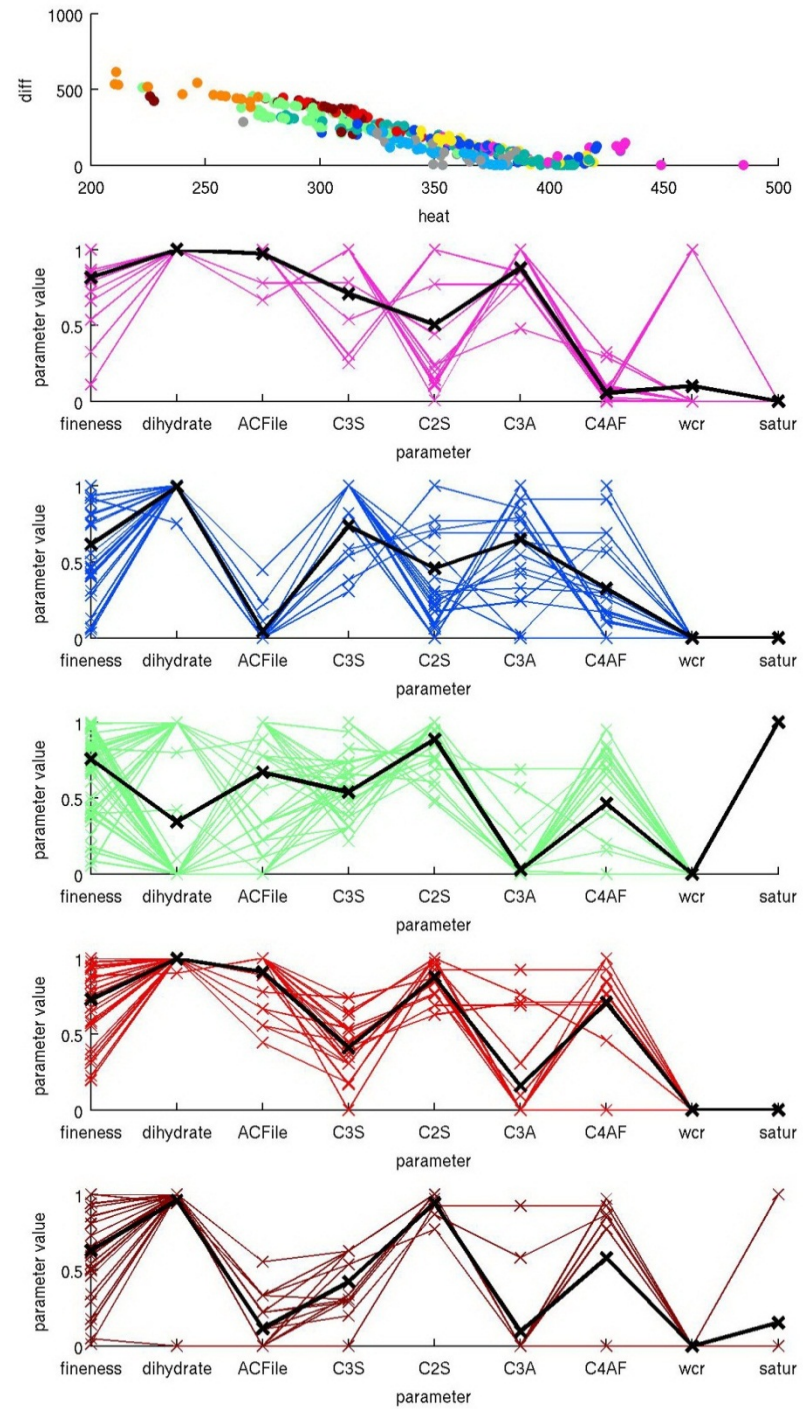 1000
500
0
diff
200 250 300 350 400 450 500
heat
1
0.5
0
parameter value
fineness dihydrate ACFile C3S C2S C3A C4AF wcr satur
parameter
1
0.5
0
parameter value
fineness dihydrate ACFile C3S C2S C3A C4AF wcr satur
parameter
1
0.5
0
parameter value
fineness dihydrate ACFile C3S C2S C3A C4AF wcr satur
parameter
1
0.5
0
parameter value
fineness dihydrate ACFile C3S C2S C3A C4AF wcr satur
parameter
1
0.5
0
parameter value
fineness dihydrate ACFile C3S C2S C3A C4AF wcr satur
parameter